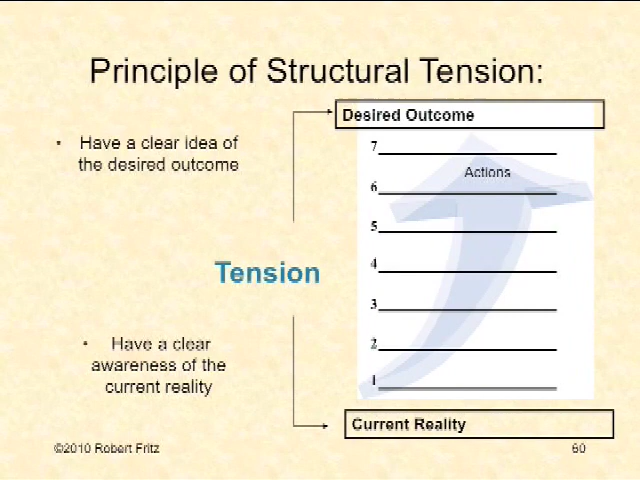 Principle of Structural Tension:
Desired Outcome
• Have a clear idea of
the desired outcome
7
Actions
6
5
4
Tension
3
2
1
• Have a clear
awareness of the
current reality
Current Reality
©2010 Robert Fritz
60